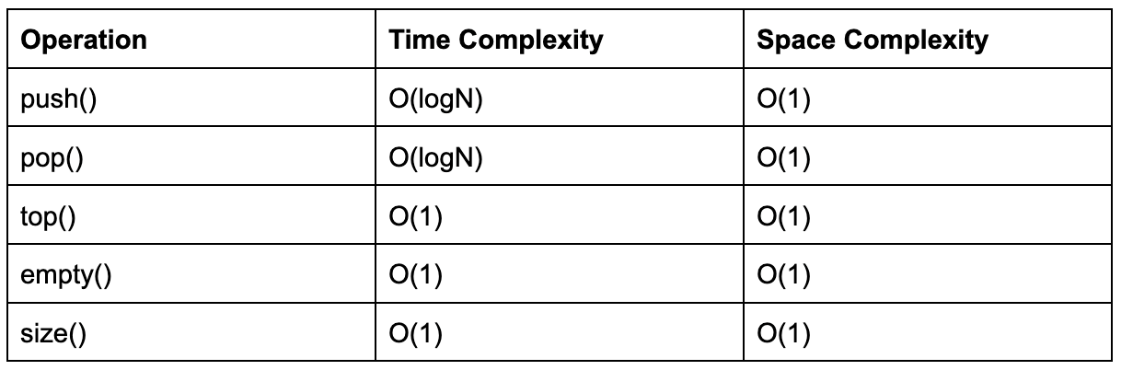 Operation Time Complexity Space Complexity
push() O(logN) O(1)
pop() O(logN) O(1)
top() O(1) O(1)
empty() O(1) O(1)
size() O(1) O(1)